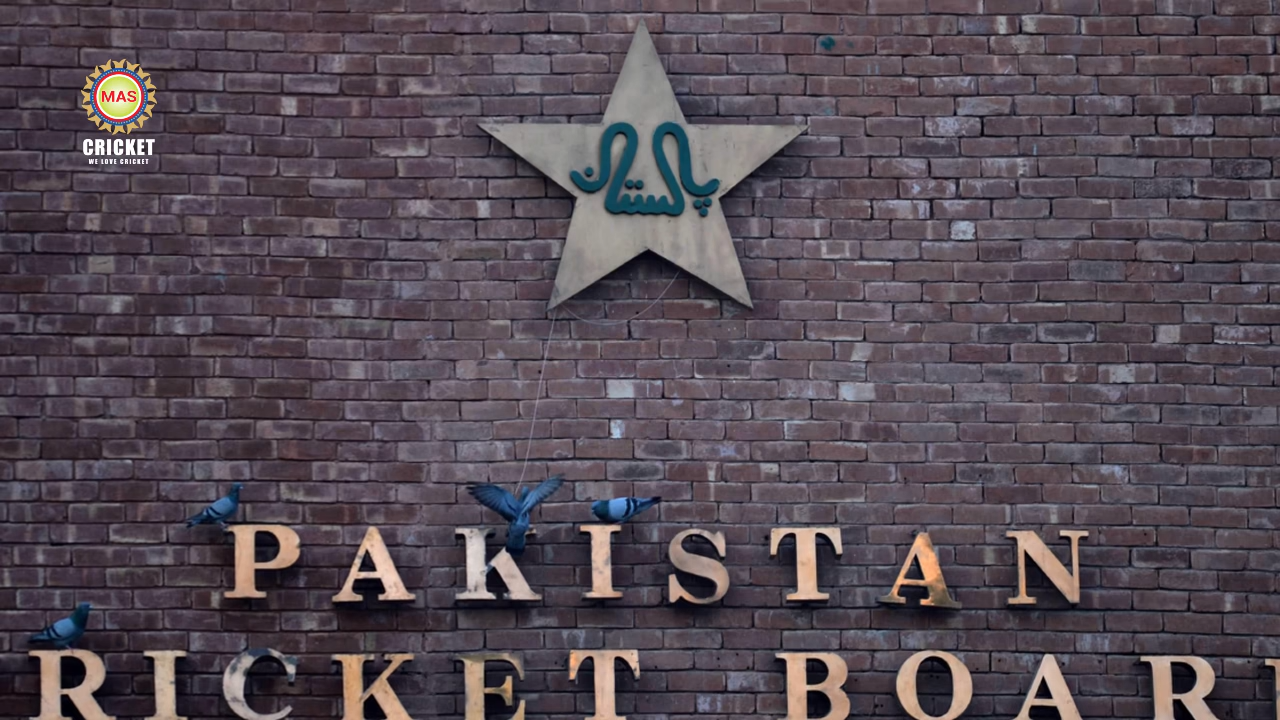 MAS
CRICKET
WE LOVE CRICKET
پاکستان
PAKISTAN
RICKET BOAR